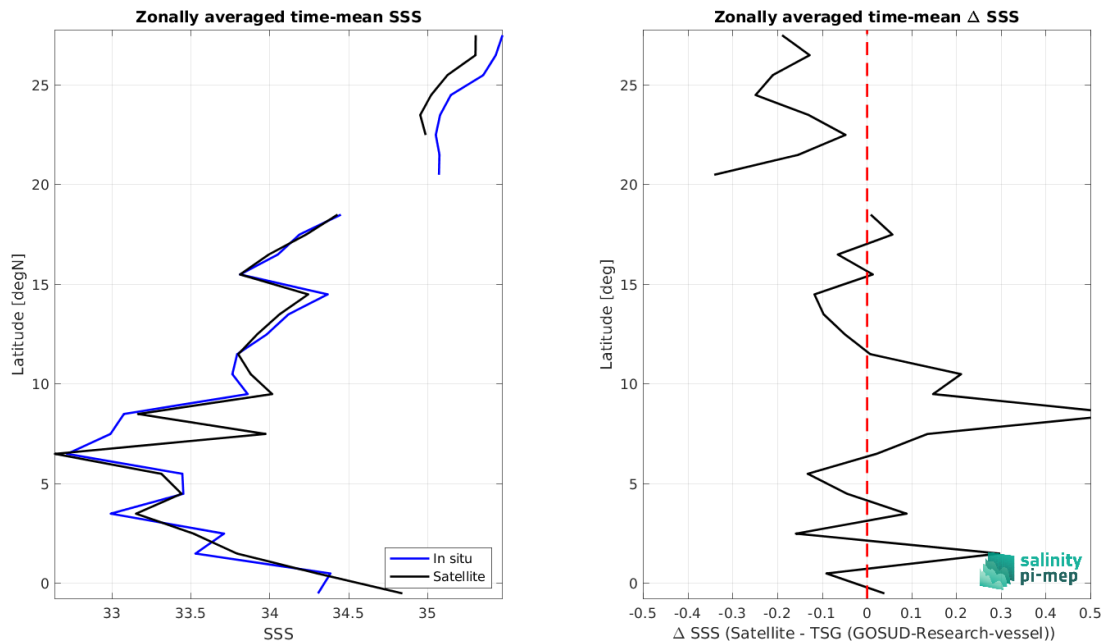 Zonally averaged time-mean SSS
25
20
15
10
5
0
Latitude [degN]
33
33.5
34
34.5
35
SSS
In situ
Satellite
Zonally averaged time-mean Δ SSS
25
20
15
10
5
0
Latitude [deg]
-0.5
-0.4
-0.3
-0.2
-0.1
0
0.1
0.2
0.3
0.4
0.5
Δ SSS (Satellite - TSG (GOSUD-Research-vessel))
salinity
pi-mep